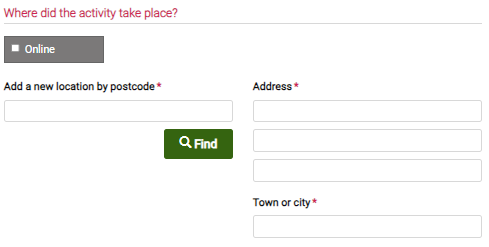 Where did the activity take place?
Online
Add a new location by postcode *
Find
Address *
Town or city *